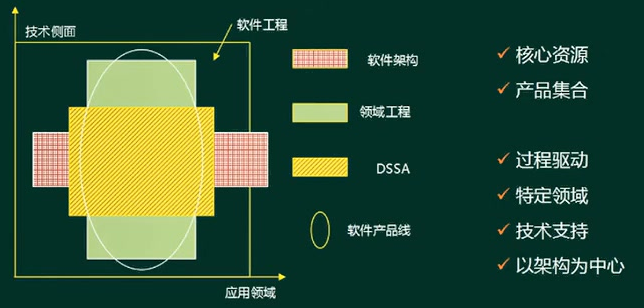 技术侧面
软件工程
软件架构
领域工程
DSSA
软件产品线
应用领域
核心资源
产品集合
过程驱动
特定领域
技术支持
以架构为中心